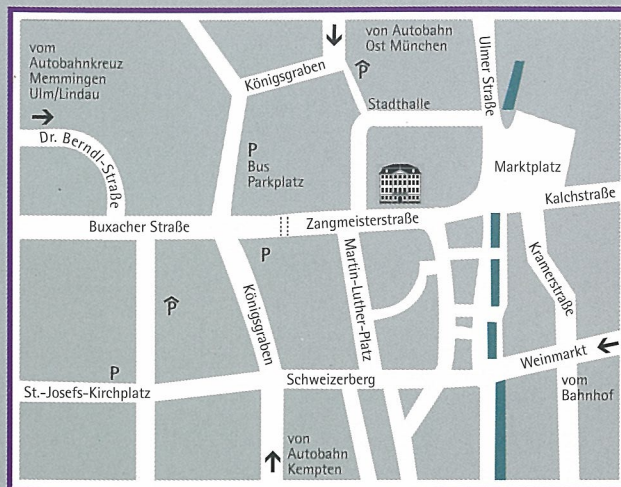 vom
Autobahnkreuz
Memmingen
Ulm/Lindau
von Autobahn
Ost München
Königsgraben
P
Ulmer Straße
Stadthalle
Dr. Berndl-Straße
P
Bus
Parkplatz
Marktplatz
Kalchstraße
Buxacher Straße
Zangmeisterstraße
P
Königsgraben
Martin-Luther-Platz
Kramerstraße
P
P
St.-Josefs-Kirchplatz
Schweizerberg
Weinmarkt
vom
Bahnhof
von
Autobahn
Kempten